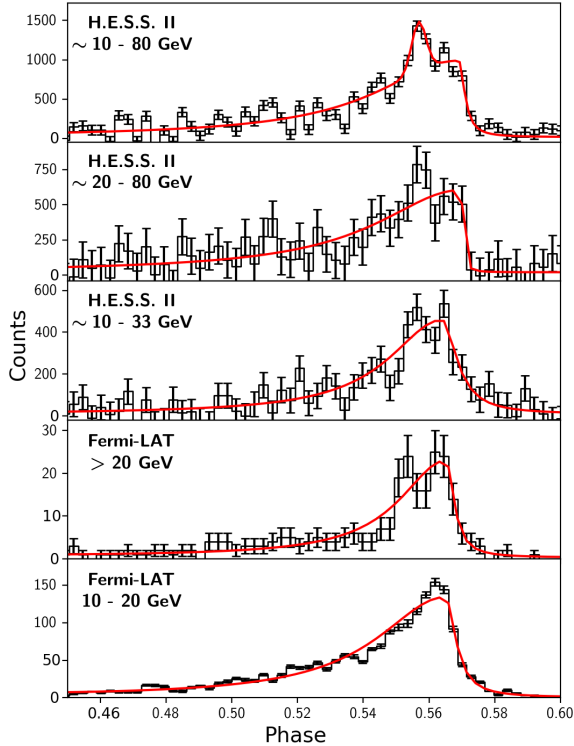 H.E.S.S. II
∼ 10 - 80 GeV
1500
1000
500
0
H.E.S.S. II
∼ 20 - 80 GeV
750
500
250
0
H.E.S.S. II
∼ 10 - 33 GeV
600
400
200
0
Counts
Fermi-LAT
> 20 GeV
30
20
10
0
Fermi-LAT
10 - 20 GeV
150
100
50
0
0.46 0.48 0.50 0.52 0.54 0.56 0.58 0.60
Phase